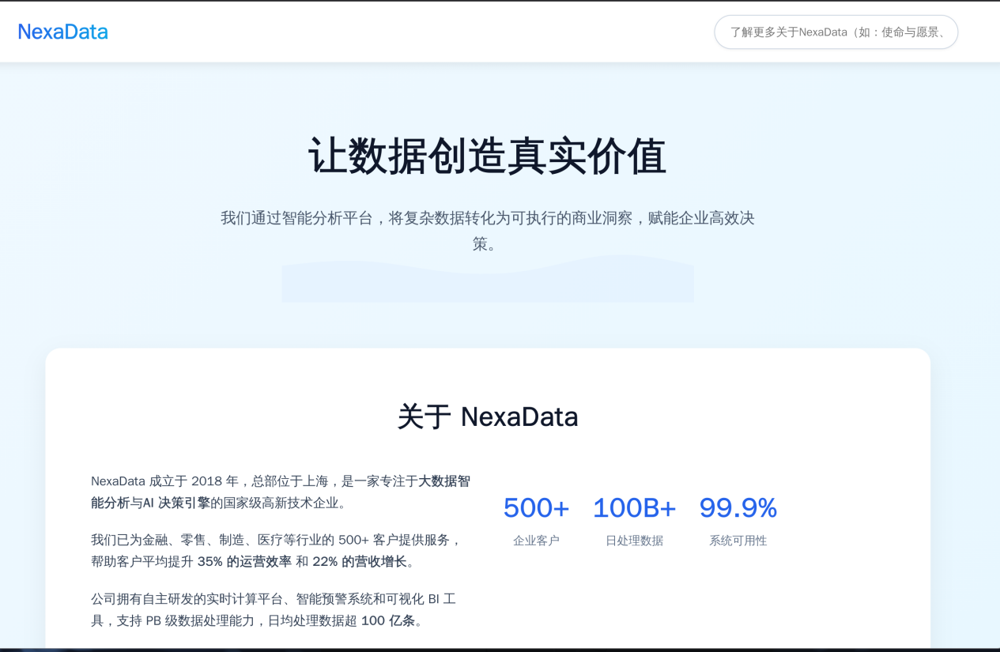 NexaData
了解更多关于NexaData（如：使命与愿景、
让数据创造真实价值
我们通过智能分析平台，将复杂数据转化为可执行的商业洞察，赋能企业高效决
策。
关于 NexaData
NexaData 成立于 2018 年，总部位于上海，是一家专注于大数据智
能分析与AI 决策引擎的国家级高新技术企业。
我们已为金融、零售、制造、医疗等行业的 500+ 客户提供服务，
帮助客户平均提升 35% 的运营效率 和 22% 的营收增长。
公司拥有自主研发的实时计算平台、智能预警系统和可视化 BI 工
具，支持 PB 级数据处理能力，日均处理数据超 100 亿条。
500+
企业客户
100B+
日处理数据
99.9%
系统可用性